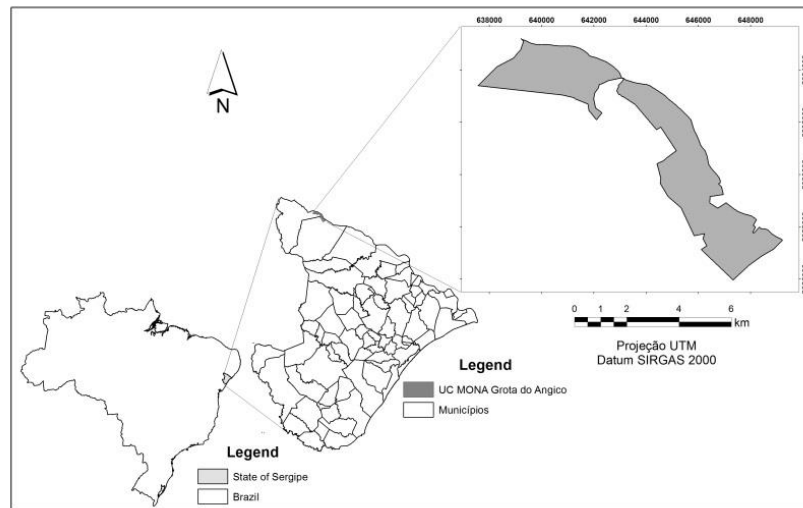 638000 640000 642000 644000 646000 648000
N
0 1 2 4 6
km
Projeção UTM
Datum SIRGAS 2000
Legend
UC MONA Grota do Angico
Municípios
Legend
State of Sergipe
Brazil